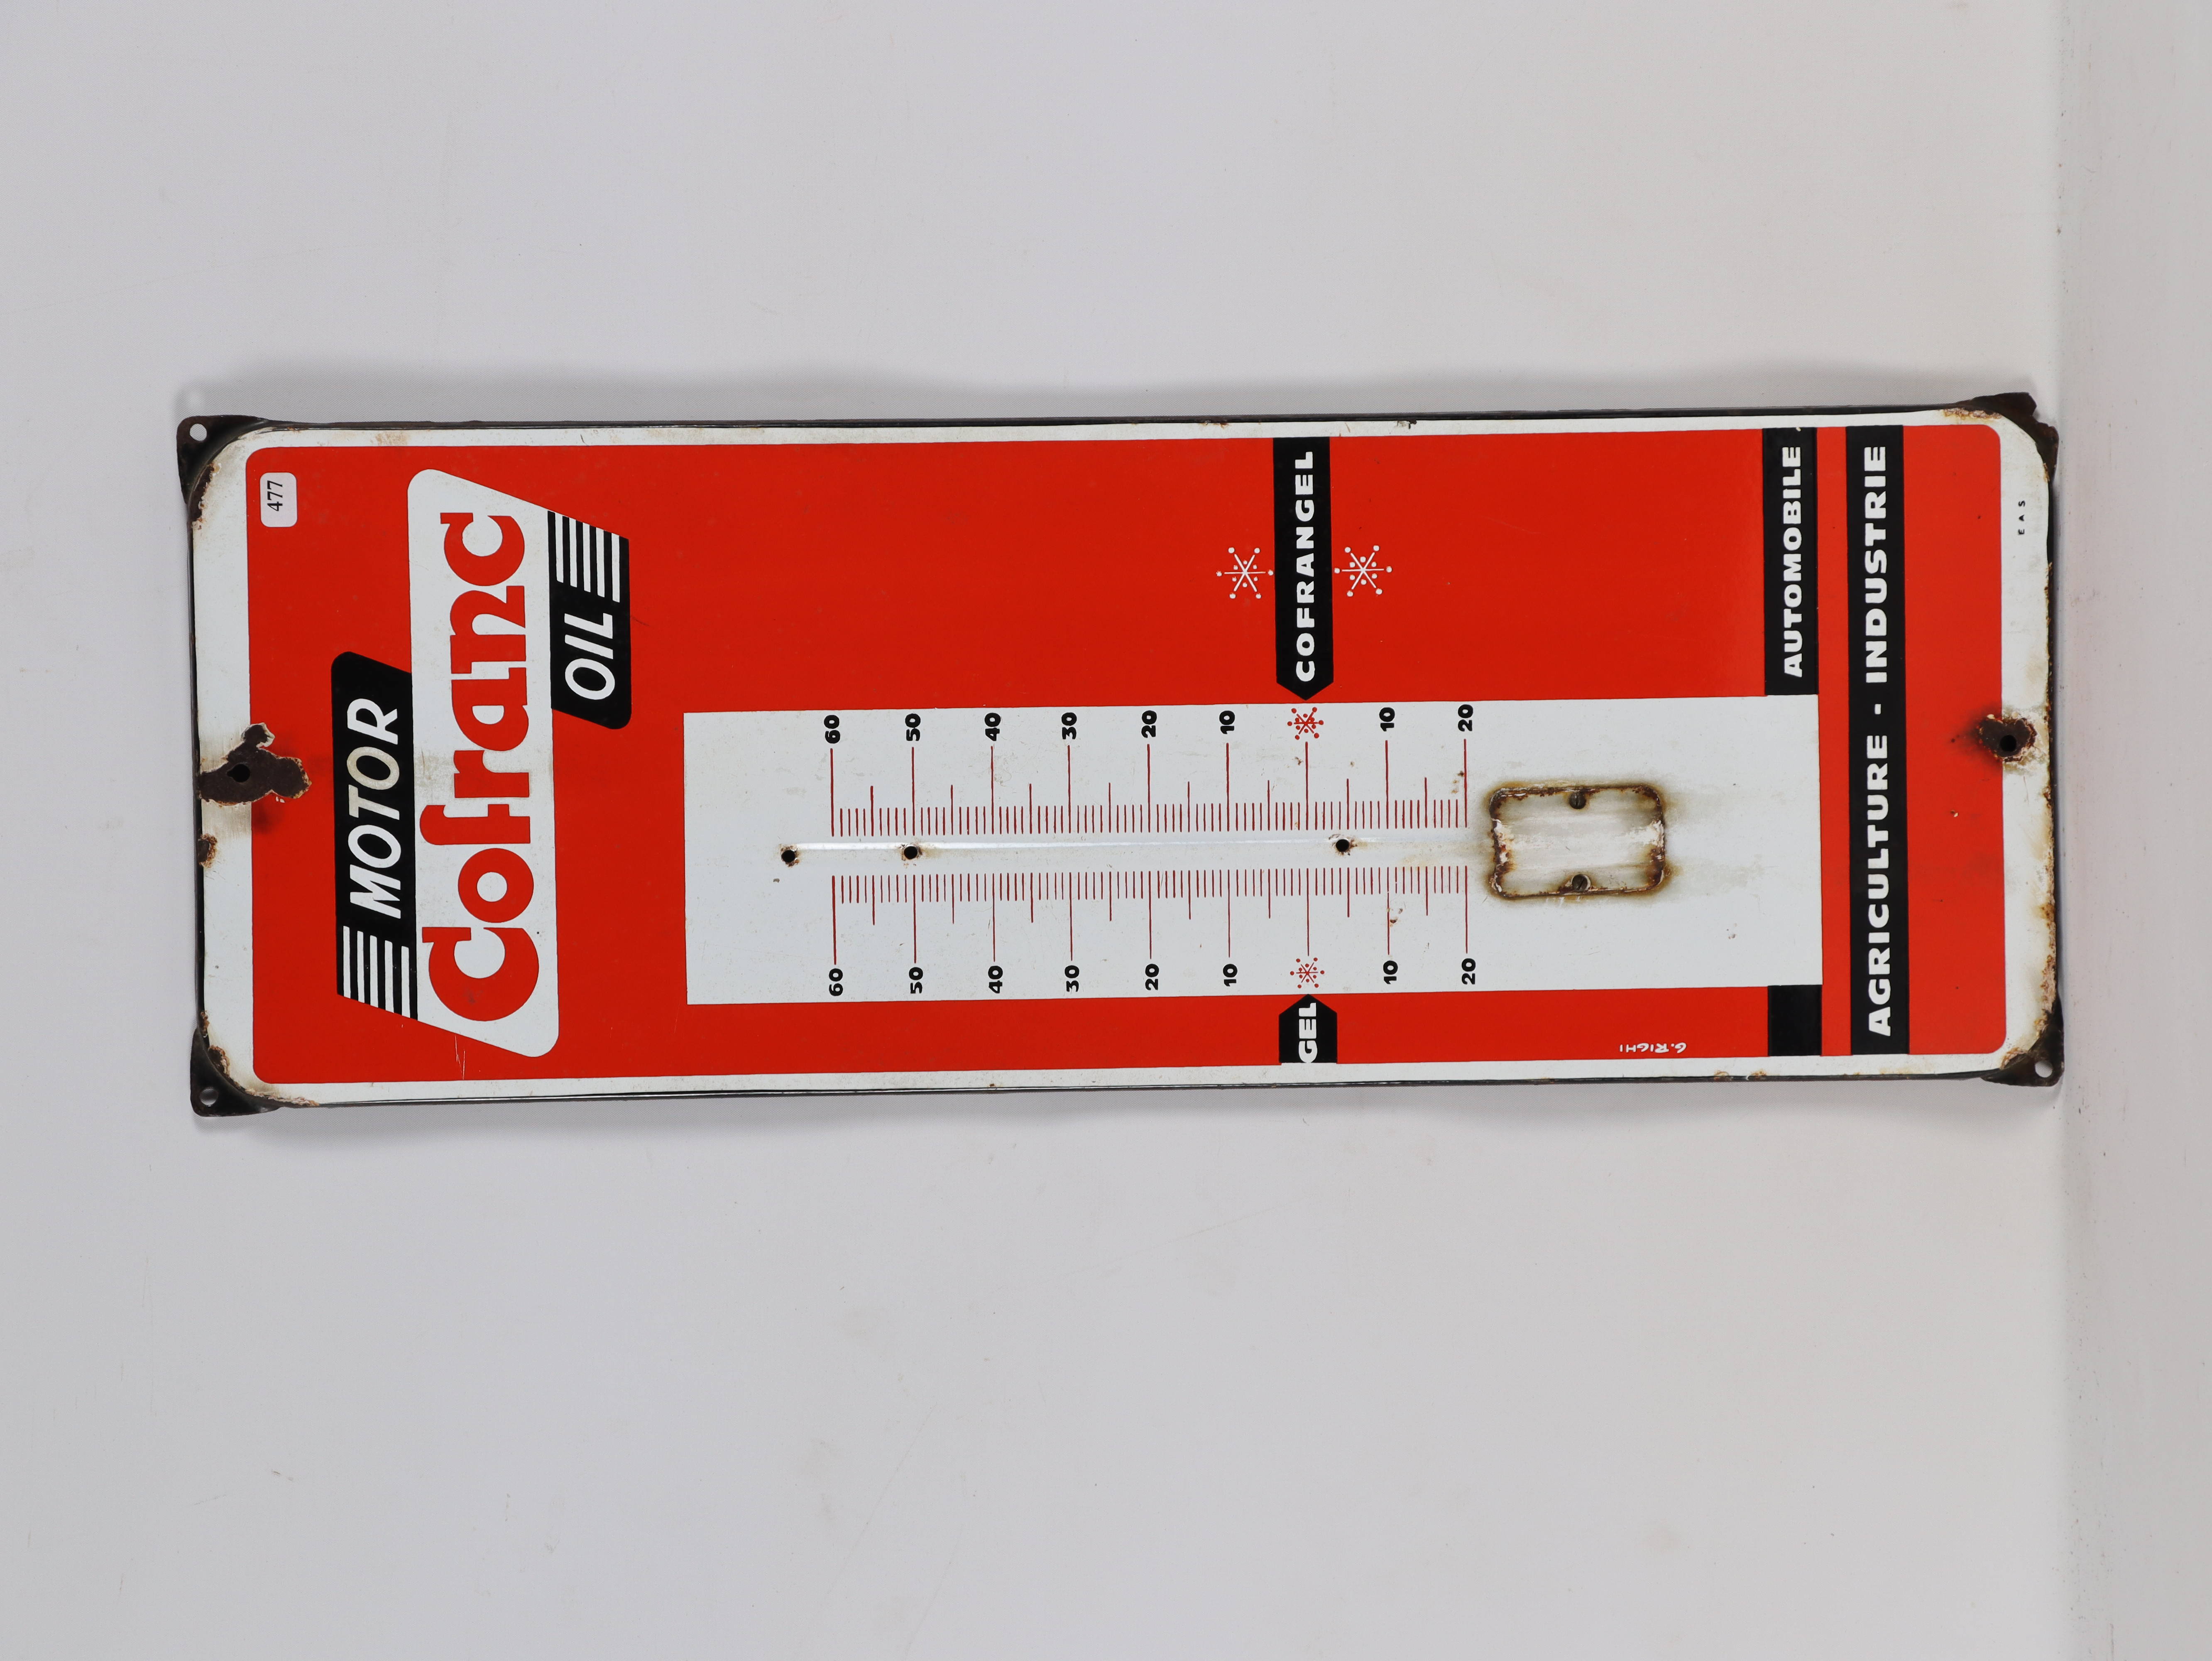 477
MOTOR
Cofranc
OIL
60 60
50 50
40 40
30 30
20 20
10 10
GEL COFRANGEL
10 10
20 20
G. RIGHI
AUTOMOBILE
AGRICULTURE - INDUSTRIE
EAS